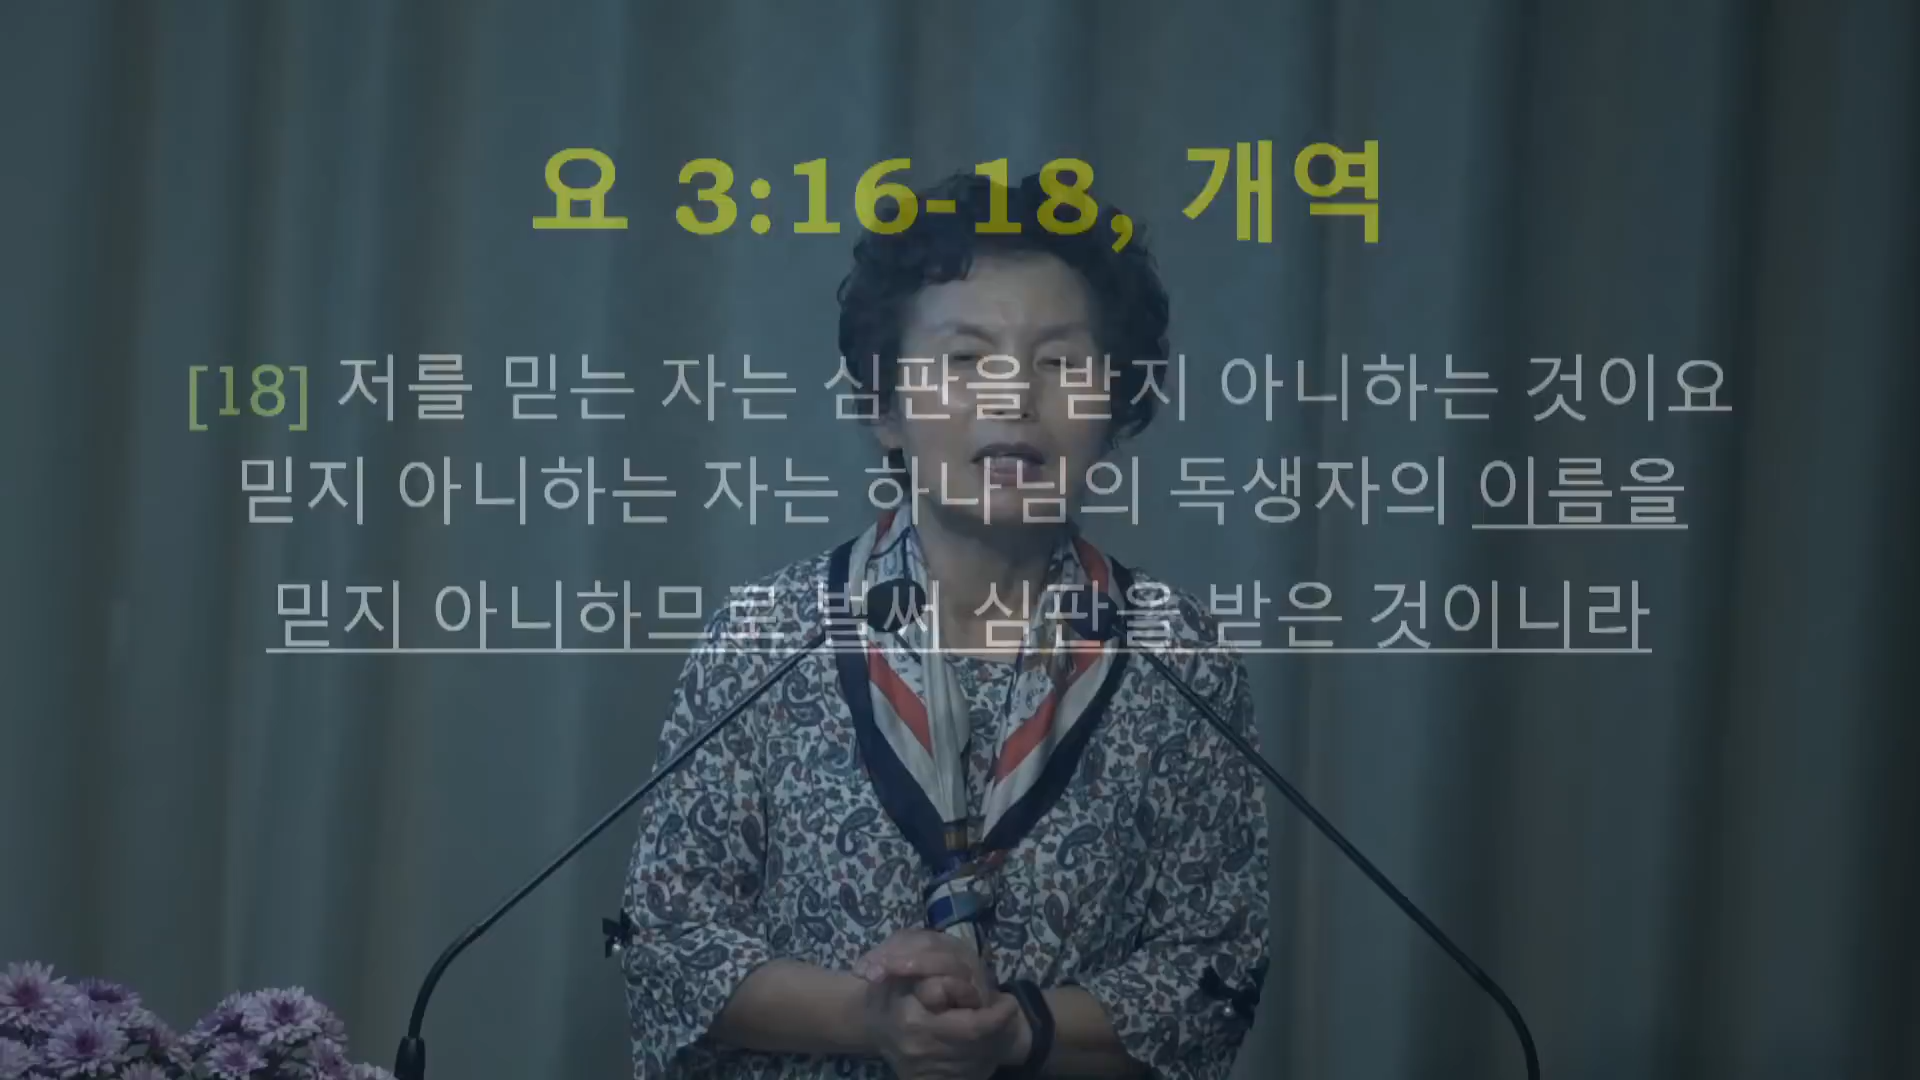 요 3:16-18, 개역
[18] 저를 믿는 자는 심판을 받지 아니하는 것이요
믿지 아니하는 자는 하나님의 독생자의 이름을
믿지 아니하므로 벌써 심판을 받은 것이니라